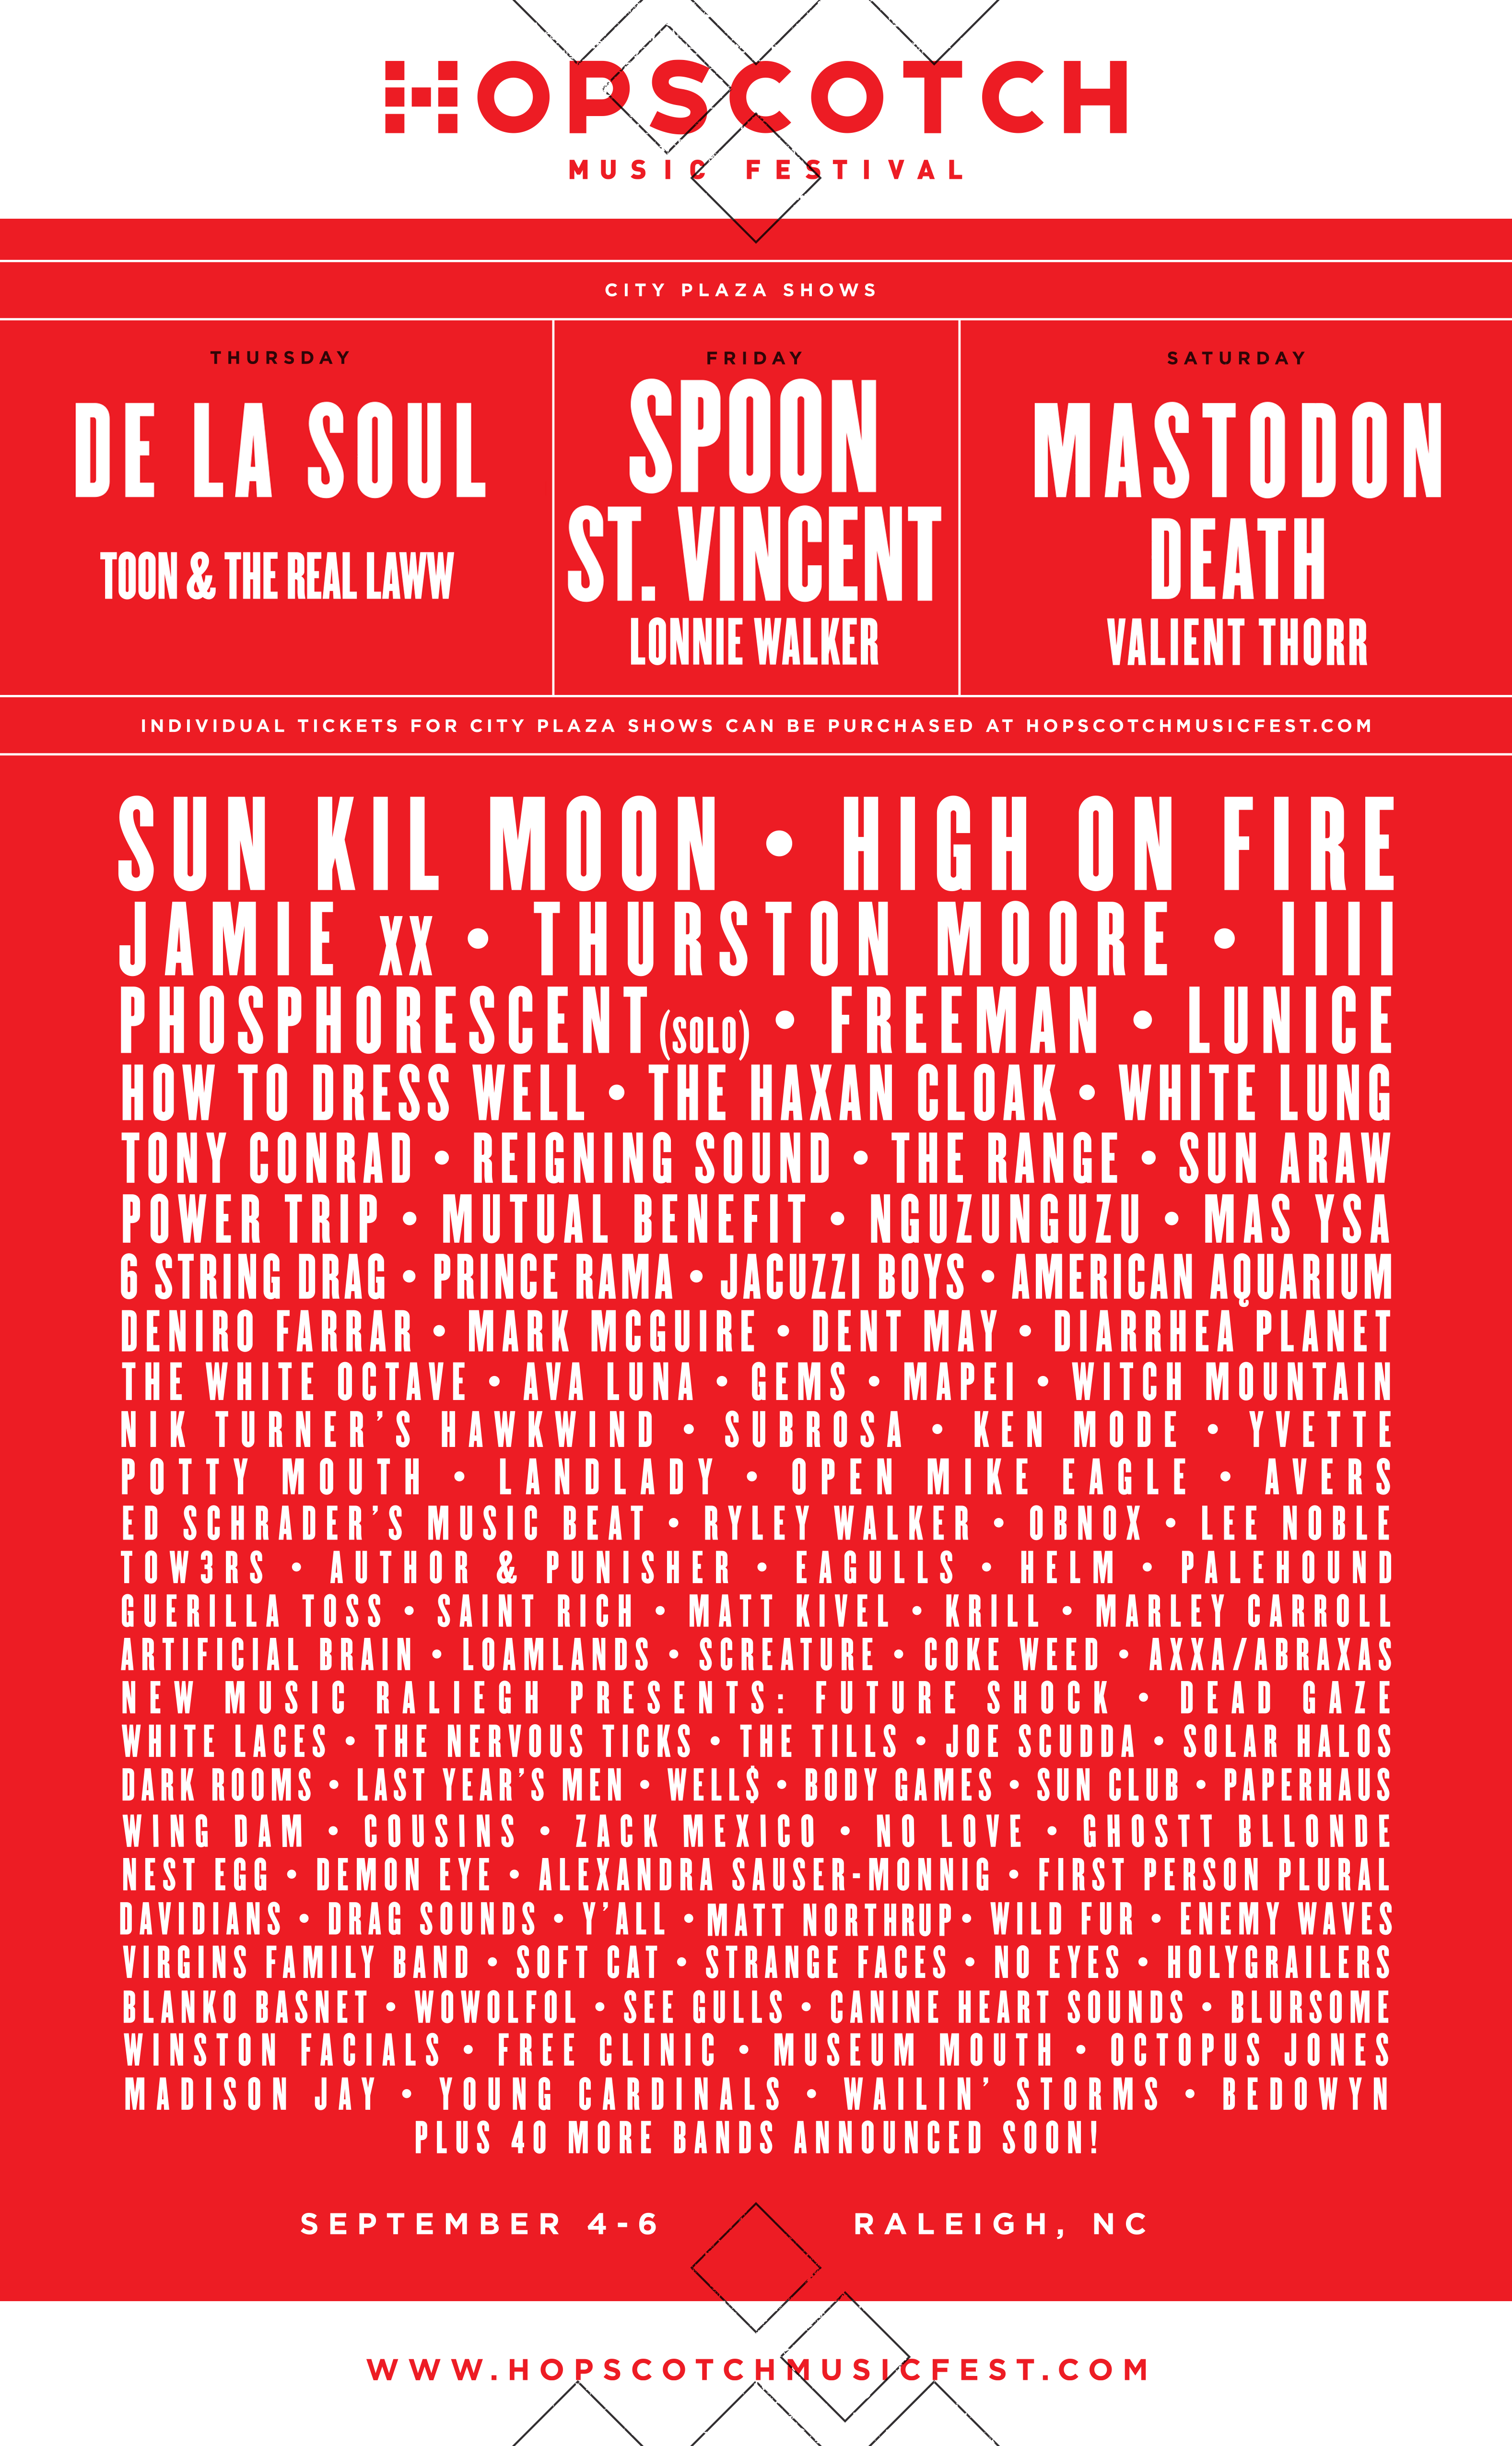 HOPSCOTCH
MUSIC FESTIVAL
CITY PLAZA SHOWS
THURSDAY
DE LA SOUL
TOON & THE REAL LAWW
FRIDAY
SPOON
ST. VINCENT
LONNIE WALKER
SATURDAY
MASTODON
DEATH
VALIENT THORR
INDIVIDUAL TICKETS FOR CITY PLAZA SHOWS CAN BE PURCHASED AT HOPSCOTCHMUSICFEST.COM
SUN KIL MOON • HIGH ON FIRE
JAMIE XX • THURSTON MOORE • IIII
PHOSPHORESCENT (SOLO) • FREEMAN • LUNICE
HOW TO DRESS WELL • THE HAXAN CLOAK • WHITE LUNG
TONY CONRAD • REIGNING SOUND • THE RANGE • SUN ARAW
POWER TRIP • MUTUAL BENEFIT • NGUZUNGUZU • MAS YSA
6 STRING DRAG • PRINCE RAMA • JACUZZI BOYS • AMERICAN AQUARIUM
DENIRO FARRAR • MARK MCGUIRE • DENT MAY • DIARRHEA PLANET
THE WHITE OCTAVE • AVA LUNA • GEMS • MAPEI • WITCH MOUNTAIN
NIK TURNER'S HAWKWIND • SUBROSA • KEN MODE • YVETTE
POTTY MOUTH • LANDLADY • OPEN MIKE EAGLE • AVERS
ED SCHRADER'S MUSIC BEAT • RYLEY WALKER • OBNOX • LEE NOBLE
TOW3RS • AUTHOR & PUNISHER • EAGULLS • HELM • PALEHOUND
GUERILLA TOSS • SAINT RICH • MATT KIVEL • KRILL • MARLEY CARROLL
ARTIFICIAL BRAIN • LOAMLANDS • SCREATURE • COKE WEED • AXXA/ABRAXAS
NEW MUSIC RALIEGH PRESENTS: FUTURE SHOCK • DEAD GAZE
WHITE LACES • THE NERVOUS TICKS • THE TILLS • JOE SCUDDA • SOLAR HALOS
DARK ROOMS • LAST YEAR'S MEN • WELL$ • BODY GAMES • SUN CLUB • PAPERHAUS
WING DAM • COUSINS • ZACK MEXICO • NO LOVE • GHOSTT BLLONDE
NEST EGG • DEMON EYE • ALEXANDRA SAUSER-MONNIG • FIRST PERSON PLURAL
DAVIDIANS • DRAG SOUNDS • Y'ALL • MATT NORTHRUP • WILD FUR • ENEMY WAVES
VIRGINS FAMILY BAND • SOFT CAT • STRANGE FACES • NO EYES • HOLYGRAILERS
BLANKO BASNET • WOWOLFOL • SEE GULLS • CANINE HEART SOUNDS • BLURSOME
WINSTON FACIALS • FREE CLINIC • MUSEUM MOUTH • OCTOPUS JONES
MADISON JAY • YOUNG CARDINALS • WAILIN' STORMS • BEDOWYN
PLUS 40 MORE BANDS ANNOUNCED SOON!
SEPTEMBER 4-6 RALEIGH, NC
WWW.HOPSCOTCHMUSICFEST.COM